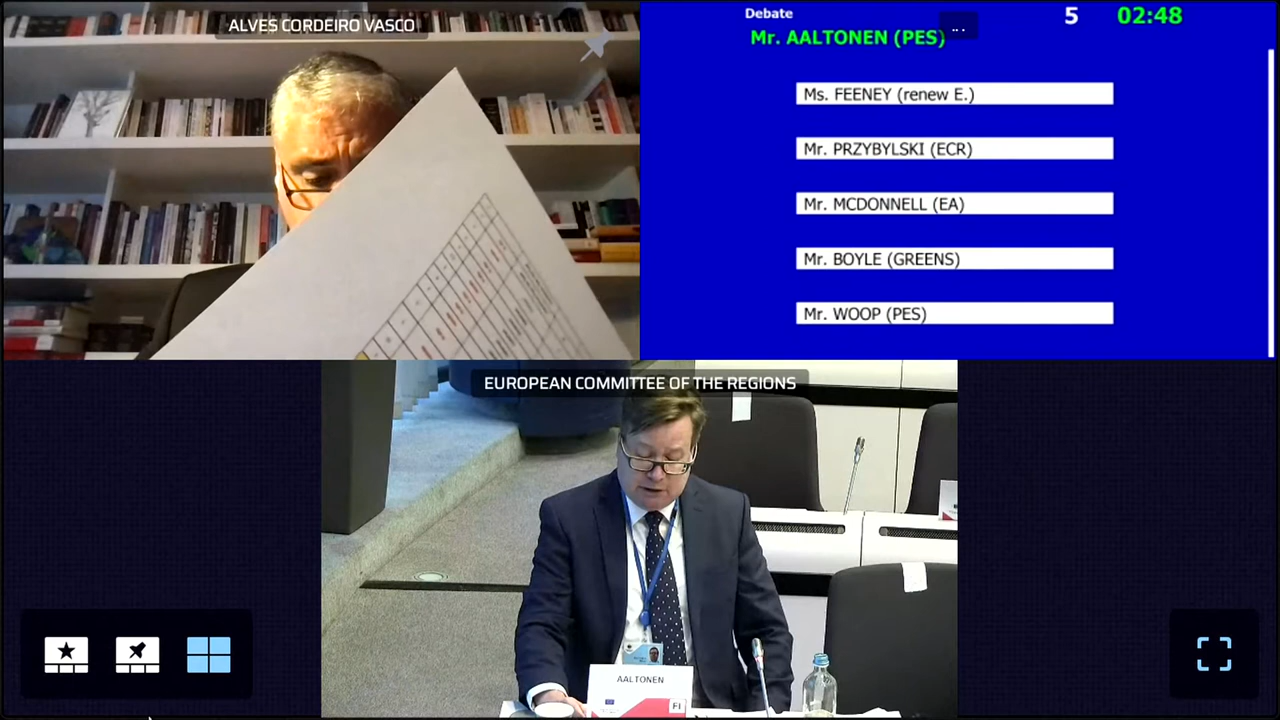 ALVES CORDEIRO VASCO
Debate
5
02:48
Mr. AALTONEN (PES)
...
Ms. FEENEY (renew E.)
Mr. PRZYBYLSKI (ECR)
Mr. MCDONNELL (EA)
Mr. BOYLE (GREENS)
Mr. WOOP (PES)
EUROPEAN COMMITTEE OF THE REGIONS
AALTONEN
FI